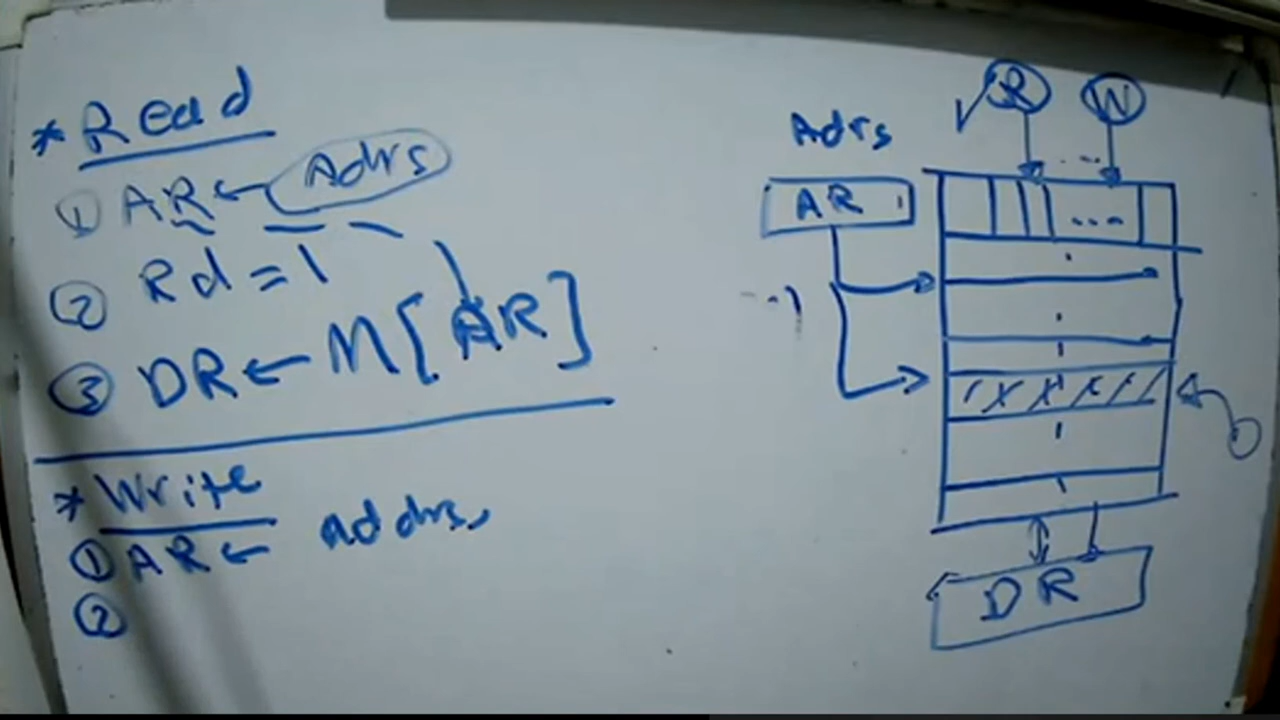 * Read
① AR ← Adrs
② Rd = 1
③ DR ← M[AR]
* Write
① AR ← addrs,
②
R W
Adrs
AR
...
DR